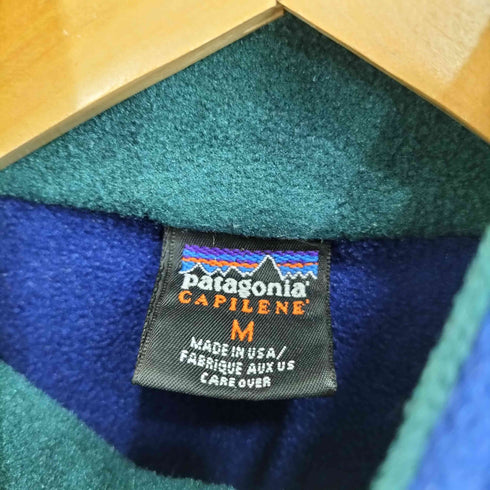 patagonia®
CAPILENE®
M
MADE IN USA/
FABRIQUE AUX US
CARE OVER